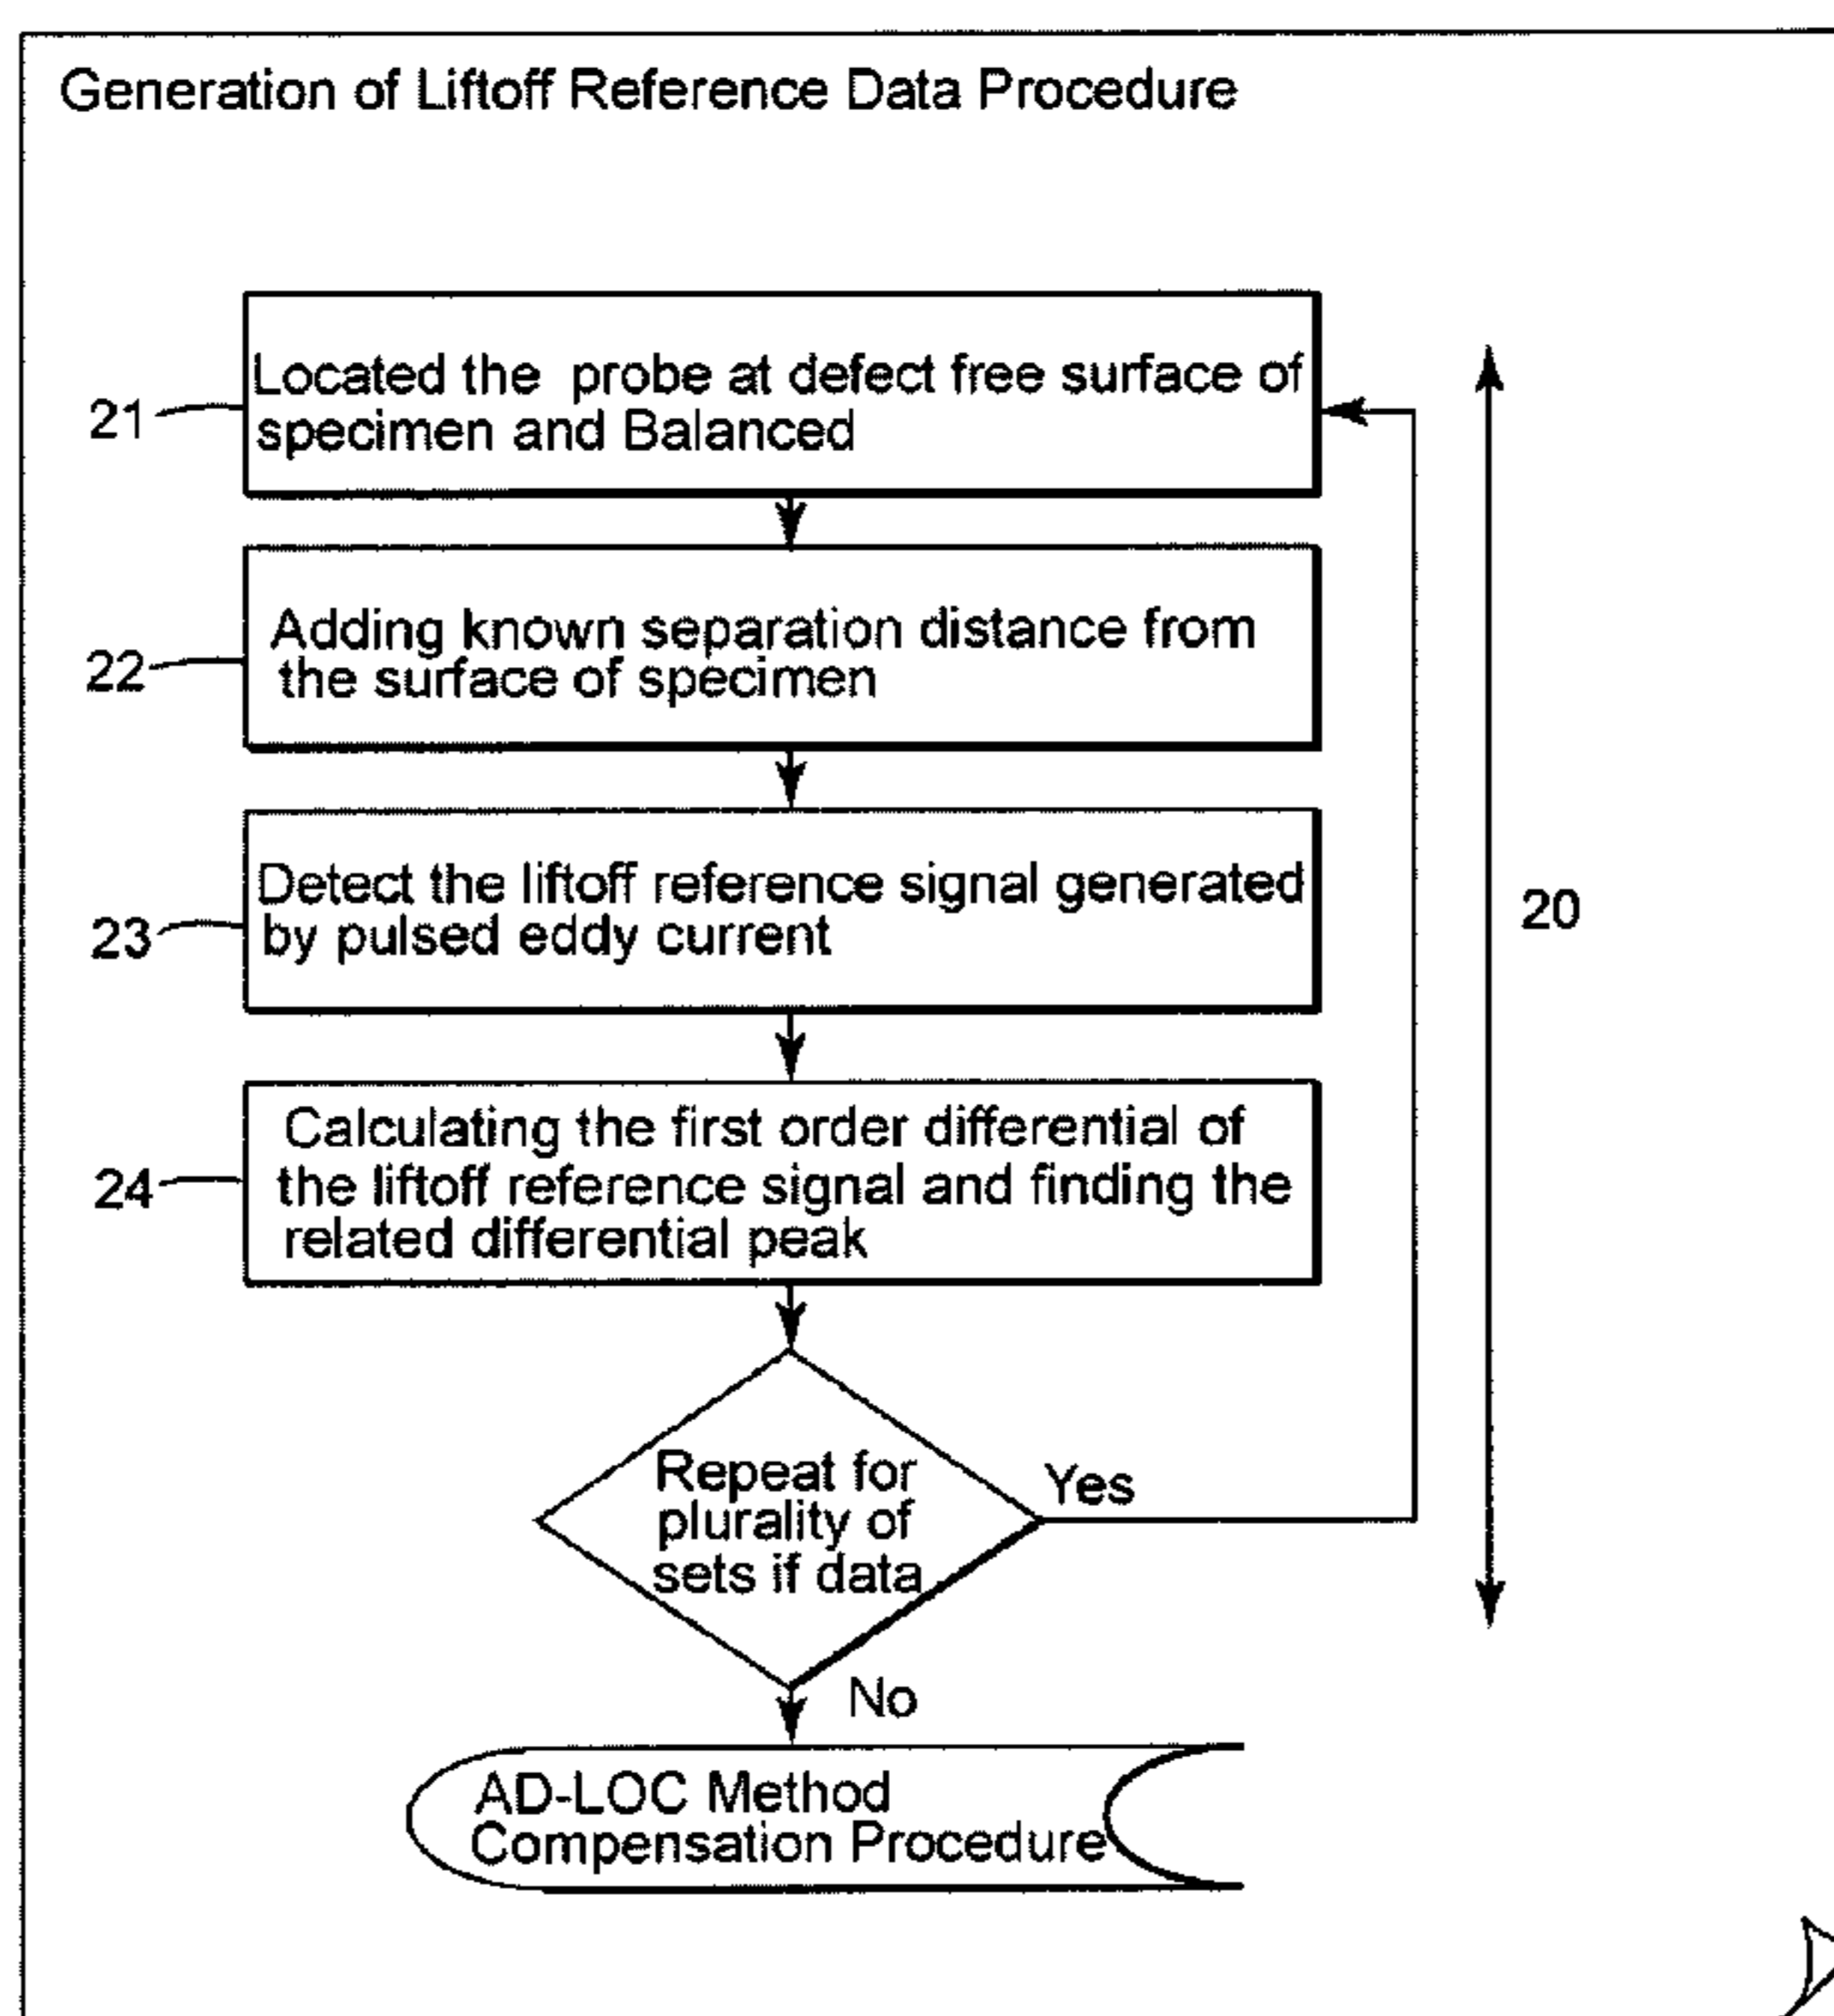 Generation of Liftoff Reference Data Procedure
Located the probe at defect free surface of
specimen and Balanced
21
Adding known separation distance from
the surface of specimen
22
Detect the liftoff reference signal generated
by pulsed eddy current
23
20
Calculating the first order differential of
the liftoff reference signal and finding the
related differential peak
24
Repeat for
plurality of
sets if data
Yes
No
AD-LOC Method
Compensation Procedure